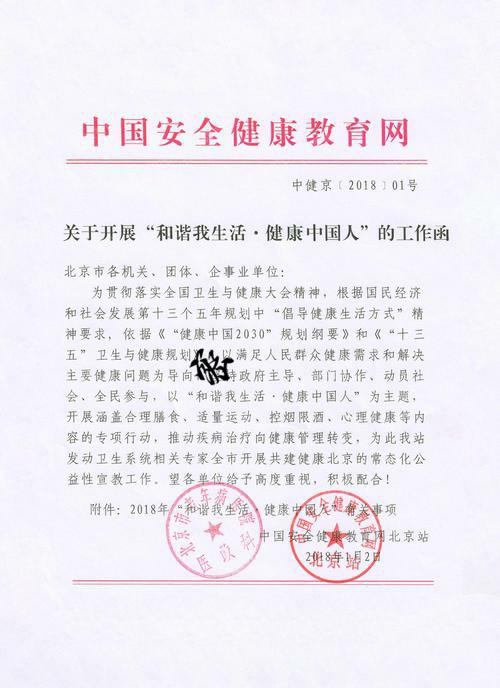 中国安全健康教育网
中健京〔2018〕01号
关于开展“和谐我生活·健康中国人”的工作函
北京市各机关、团体、企事业单位：
为贯彻落实全国卫生与健康大会精神，根据国民经济
和社会发展第十三个五年规划中“倡导健康生活方式”精
神要求，依据《“健康中国2030”规划纲要》和《“十三
五”卫生与健康规划》，以满足人民群众健康需求和解决
主要健康问题为导向 持政府主导、部门协作、动员社
会、全民参与，以“和谐我生活·健康中国人”为主题，
开展涵盖合理膳食、适量运动、控烟限酒、心理健康等内
容的专项行动，推动疾病治疗向健康管理转变，为此我站
发动卫生系统相关专家全市开展共建健康北京的常态化公
益性宣教工作。望各单位给予高度重视，积极配合！
附件：2018年“和谐我生活·健康中国人”相关事项
中国安全健康教育网北京站
2018年1月2日
北京市老年病医院
医政科
中国安全健康教育网
北京站